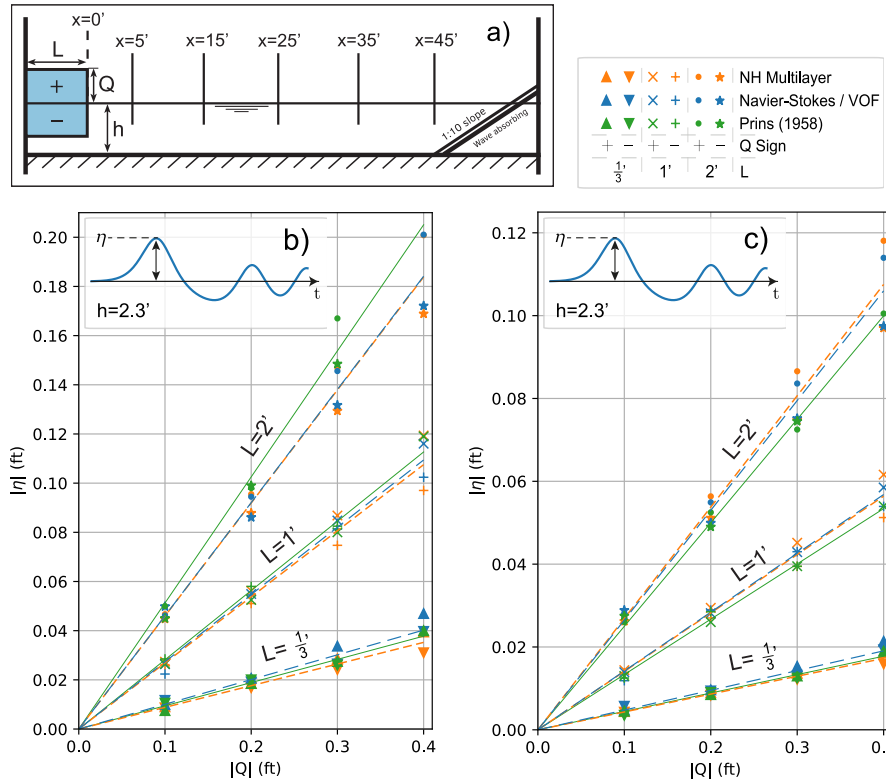 a)
x=0'
x=5' x=15' x=25' x=35' x=45'
L
Q
+
−
h
1:10 slope
Wave absorbing
NH Multilayer
Navier-Stokes / VOF
Prins (1958)
+ − + − + − Q Sign
1/3' 1' 2' L
b)
η
t
h=2.3'
L=2'
L=1'
L= 1/3'
|η| (ft)
0.20
0.18
0.16
0.14
0.12
0.10
0.08
0.06
0.04
0.02
0.00
0.0 0.1 0.2 0.3 0.4
|Q| (ft)
c)
η
t
h=2.3'
L=2'
L=1'
L= 1/3'
|η| (ft)
0.12
0.10
0.08
0.06
0.04
0.02
0.00
0.0 0.1 0.2 0.3 0.4
|Q| (ft)